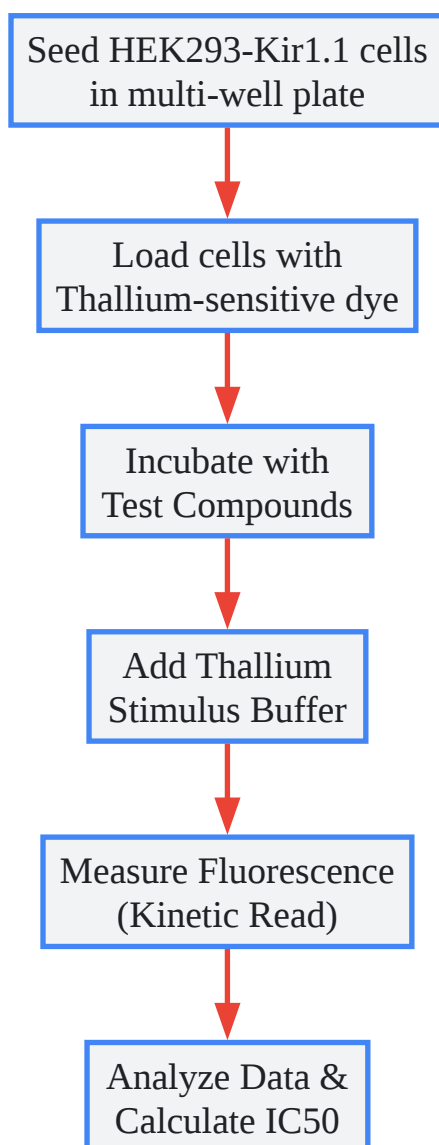 Seed HEK293-Kir1.1 cells
in multi-well plate
Load cells with
Thallium-sensitive dye
Incubate with
Test Compounds
Add Thallium
Stimulus Buffer
Measure Fluorescence
(Kinetic Read)
Analyze Data &
Calculate IC50